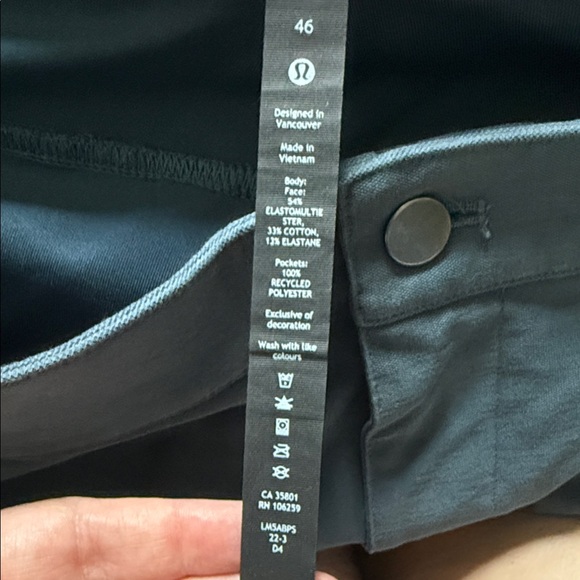 46
Designed in
Vancouver
Made in
Vietnam
Body:
Face:
54%
ELASTOMULTIE
STER,
33% COTTON,
13% ELASTANE
Pockets:
100%
RECYCLED
POLYESTER
Exclusive of
decoration
Wash with like
colours
CA 35801
RN 106259
LM5ABPS
22-3
D4